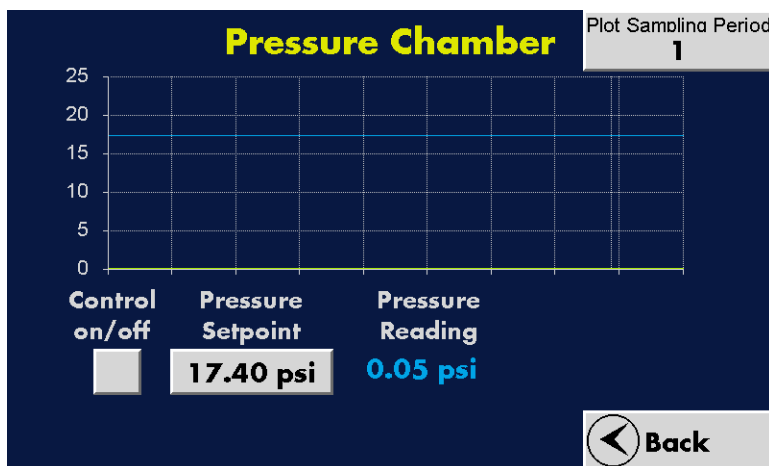 Pressure Chamber
Plot Sampling Period
1
25
20
15
10
5
0
Control
on/off
Pressure
Setpoint
17.40 psi
Pressure
Reading
0.05 psi
Back